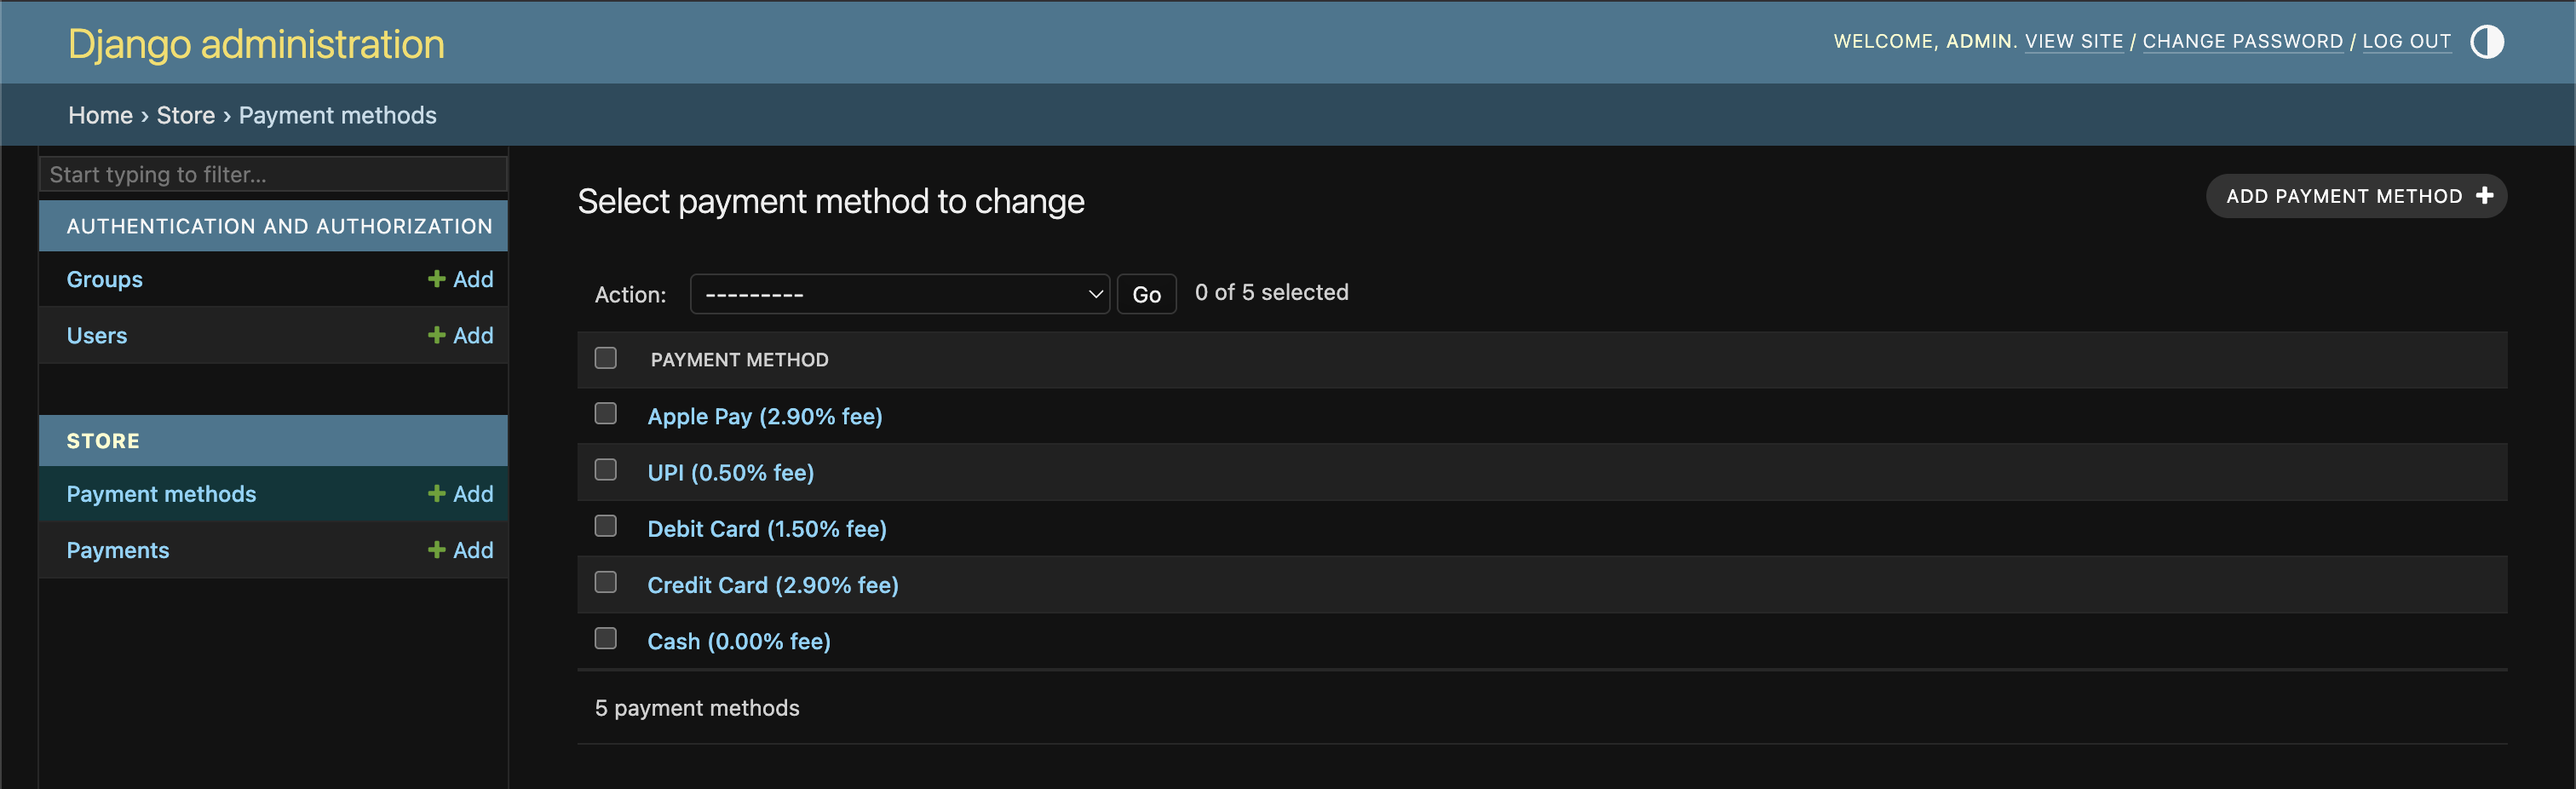 Django administration
WELCOME, ADMIN. VIEW SITE / CHANGE PASSWORD / LOG OUT
Home › Store › Payment methods
Start typing to filter...
AUTHENTICATION AND AUTHORIZATION
Groups + Add
Users + Add
STORE
Payment methods + Add
Payments + Add
Select payment method to change
ADD PAYMENT METHOD +
Action: --------- Go 0 of 5 selected
PAYMENT METHOD
Apple Pay (2.90% fee)
UPI (0.50% fee)
Debit Card (1.50% fee)
Credit Card (2.90% fee)
Cash (0.00% fee)
5 payment methods